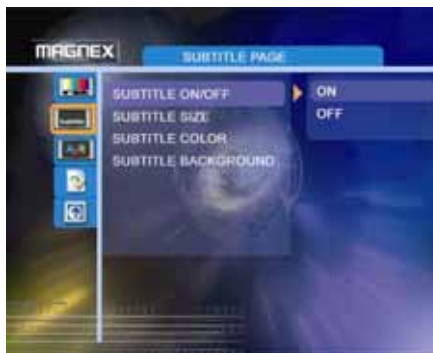 MAGNEX
SUBTITLE PAGE
SUBTITLE ON/OFF
ON
SUBTITLE SIZE
OFF
SUBTITLE COLOR
SUBTITLE BACKGROUND